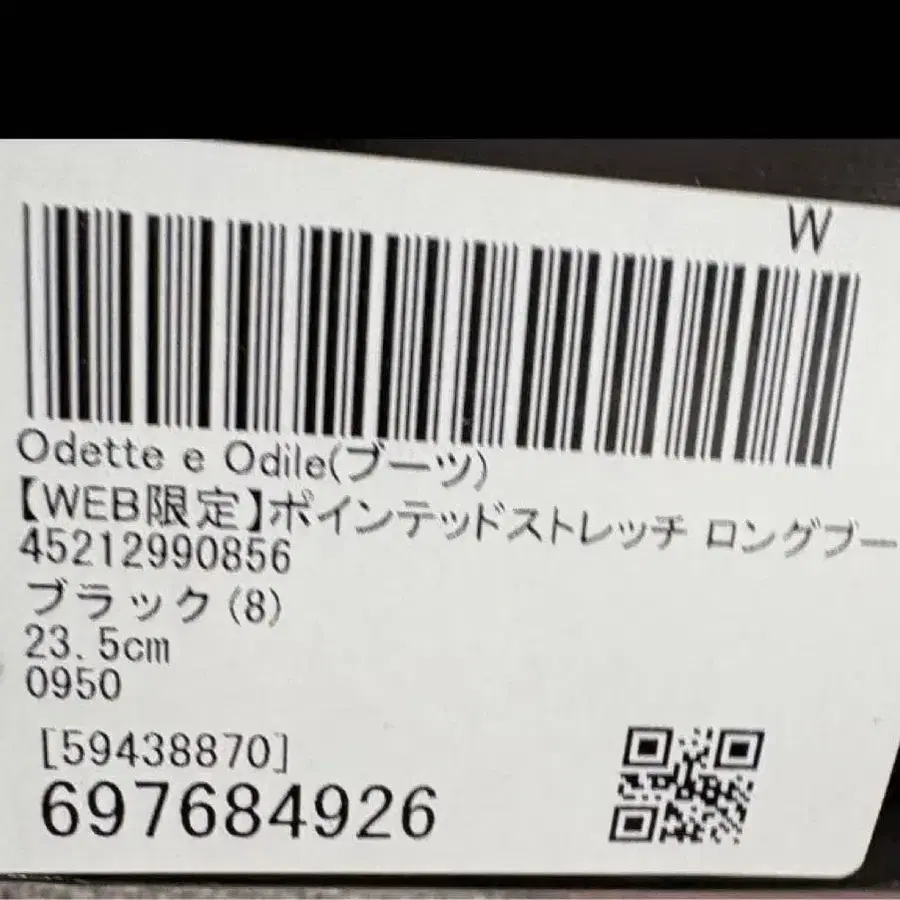 W
Odette e Odile(ブーツ)
【WEB限定】ポインテッドストレッチ ロングブー
45212990856
ブラック(8)
23.5cm
0950
[59438870]
697684926